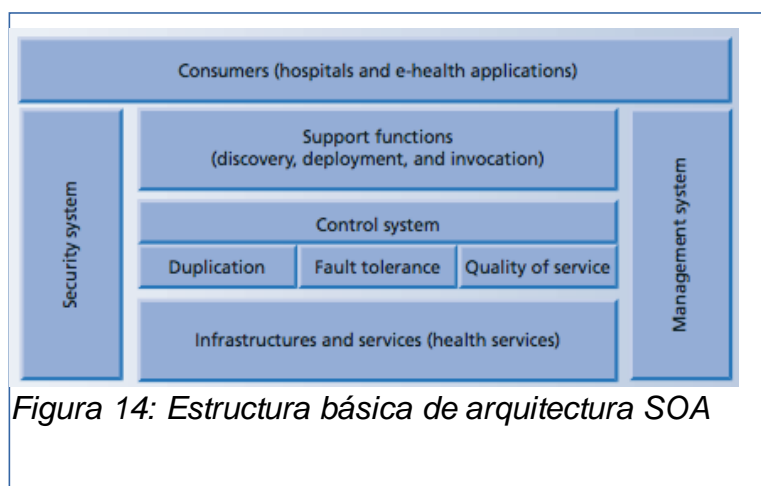 Consumers (hospitals and e-health applications)
Security system
Support functions
(discovery, deployment, and invocation)
Control system
Duplication
Fault tolerance
Quality of service
Infrastructures and services (health services)
Management system
Figura 14: Estructura básica de arquitectura SOA